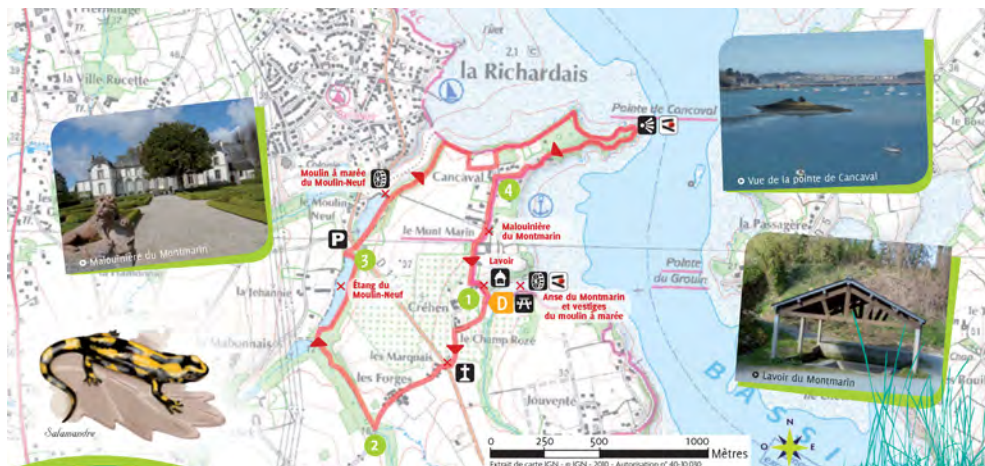 la Ville Rucette
la Richardais
Pointe de Cancaval
Vue de la pointe de Cancaval
Moulin à marée
du Moulin-Neuf
Cancaval
4
le Moulin
Neuf
Malouinière du Montmarin
P
le Mont Marin
Malouinière
du Montmarin
la Passagère
3
37
Lavoir
Pointe
du Grouin
la Jehannie
Étang du
Moulin-Neuf
Créhen
1
D
Anse du Montmarin
et vestiges
du moulin à marée
le Champ Rozé
les Marquais
les Forges
Jouvente
Lavoir du Montmarin
Salamandre
2
0 250 500 1000
Mètres
Extrait de carte IGN - © IGN - 2010 - Autorisation n° 40-10.030
N
O E
S